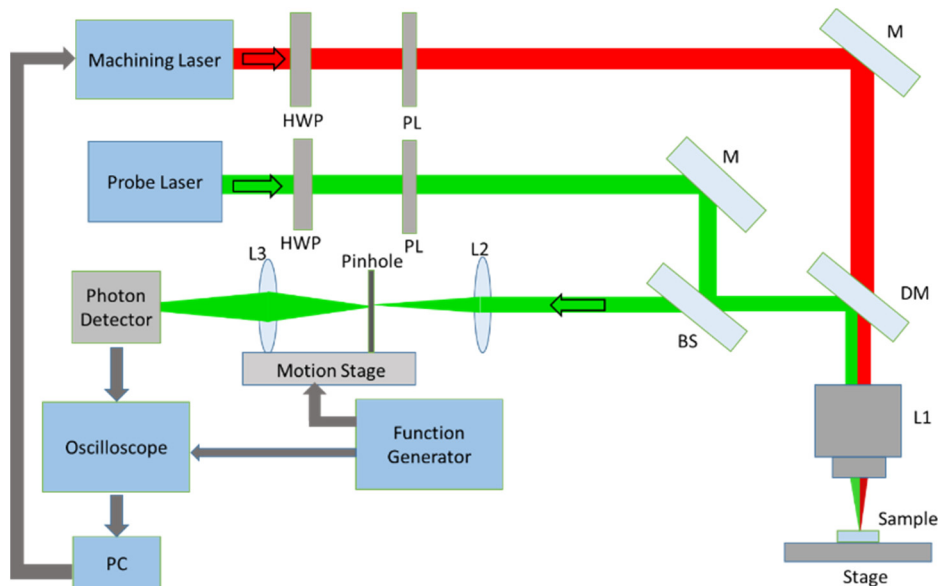 M
Machining Laser
HWP
PL
M
Probe Laser
HWP
PL
L3
Pinhole
L2
DM
Photon
Detector
BS
Motion Stage
L1
Oscilloscope
Function
Generator
Sample
PC
Stage